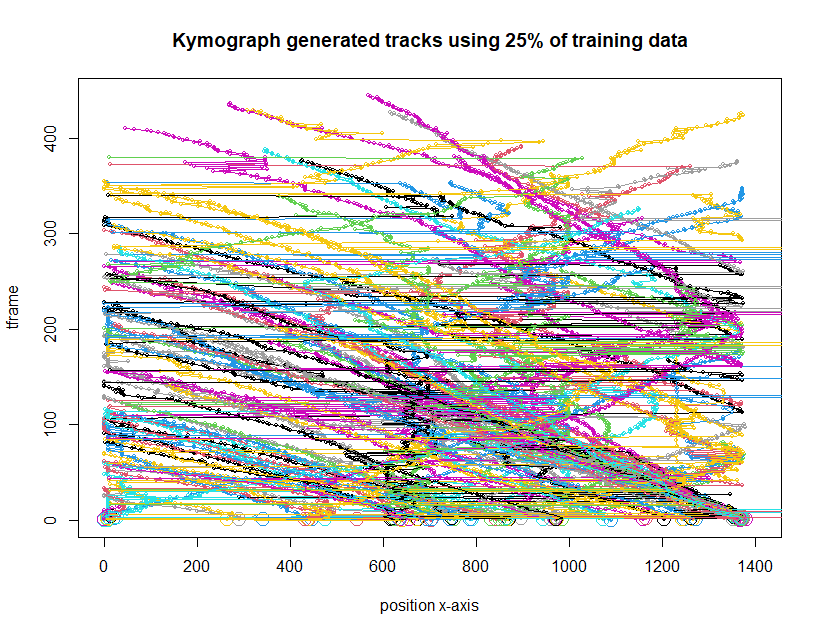 Kymograph generated tracks using 25% of training data
400
300
200
100
0
tframe
0 200 400 600 800 1000 1200 1400
position x-axis